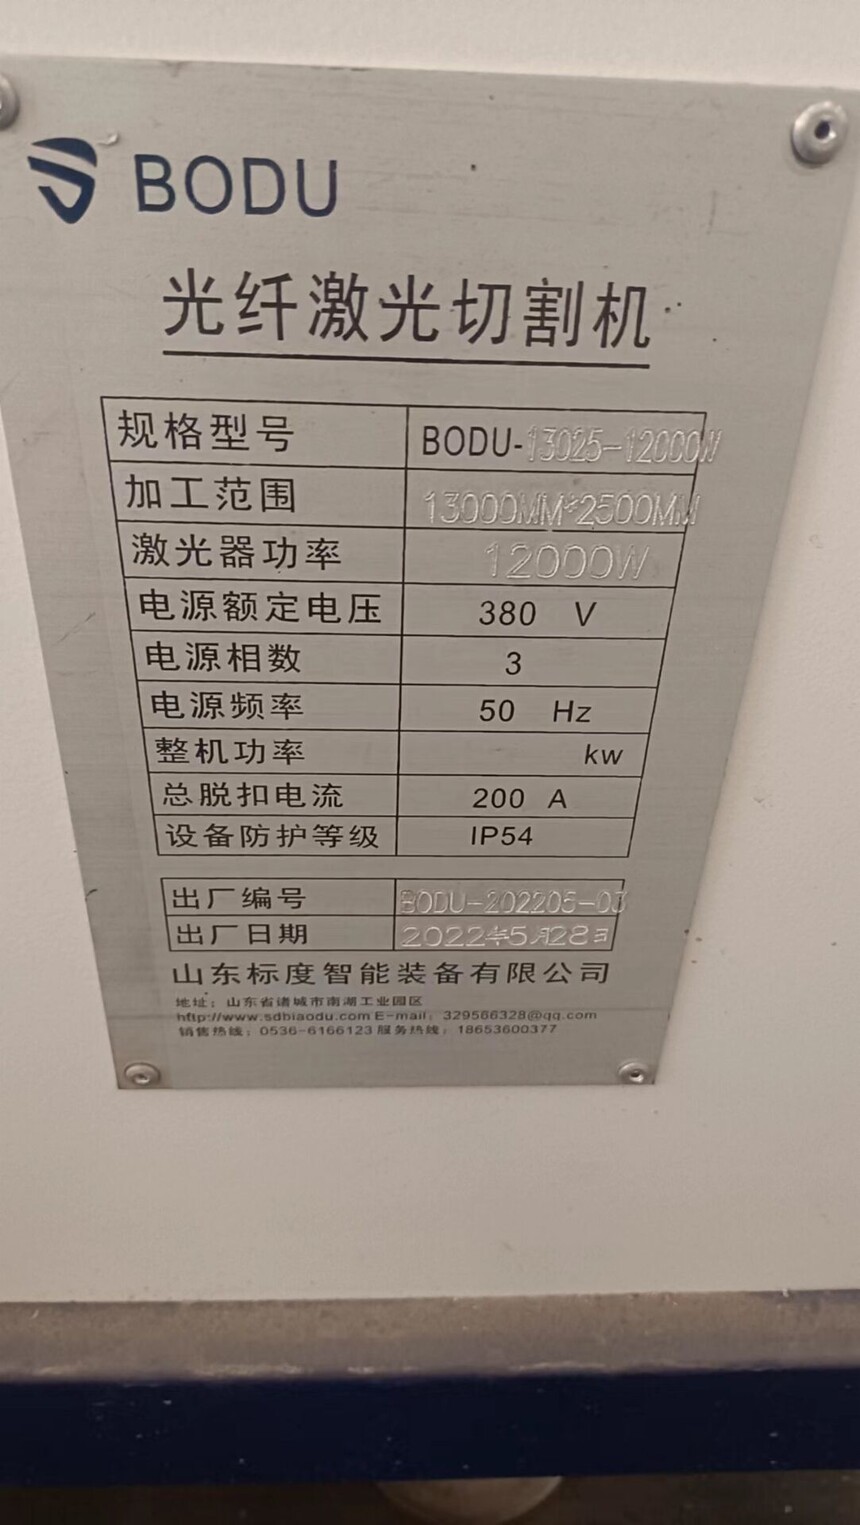 BODU
光纤激光切割机
规格型号 BODU-13025-12000W
加工范围 13000MM*2500MM
激光器功率 12000W
电源额定电压 380 V
电源相数 3
电源频率 50 Hz
整机功率 kw
总脱扣电流 200 A
设备防护等级 IP54
出厂编号 BODU-202205-03
出厂日期 2022年5月28日
山东标度智能装备有限公司
地址：山东省诸城市南湖工业园区
http://www.sdbiaodu.com E-mail：329566328@qq.com
销售热线：0536-6166123 服务热线：18653600377